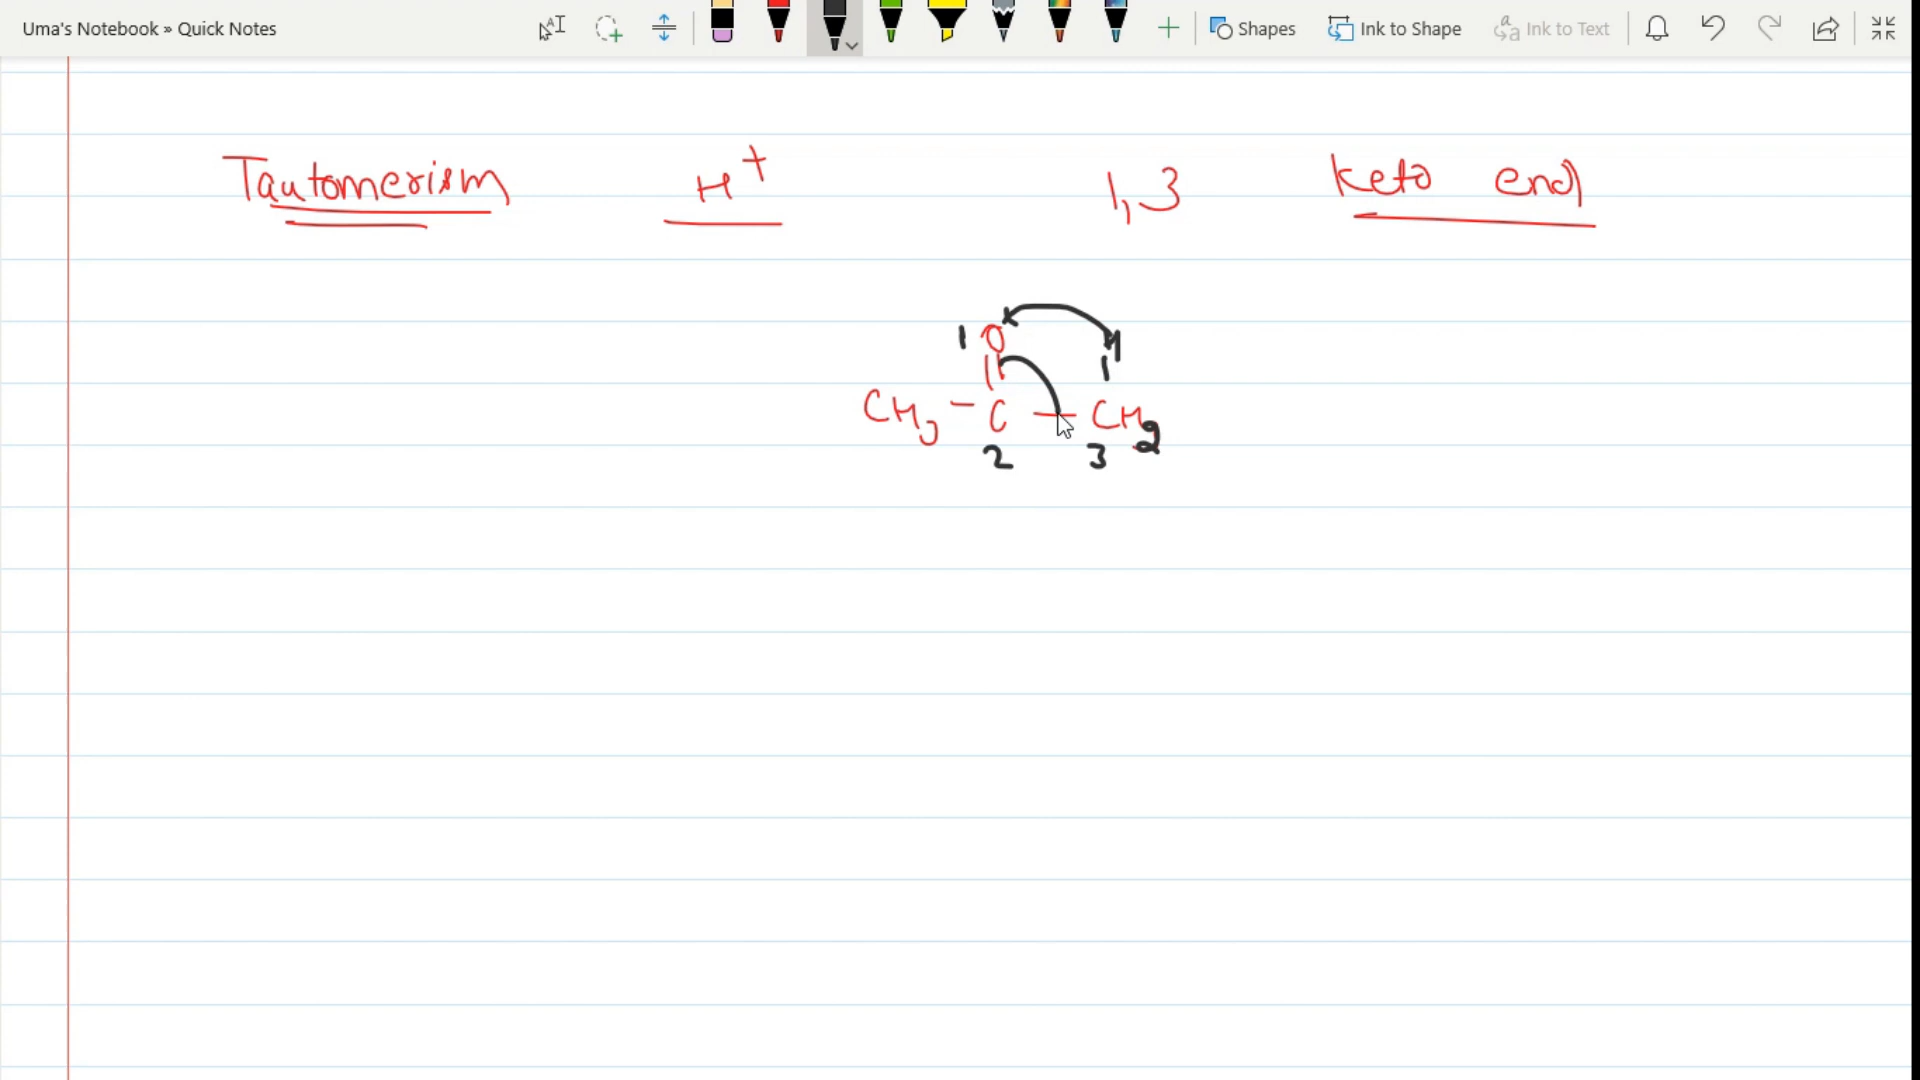 Uma's Notebook » Quick Notes
Shapes
Ink to Shape
Ink to Text
Tautomerism H⁺ 1,3 keto enol
1 O H
CH₃ - C - CH₂
2 3